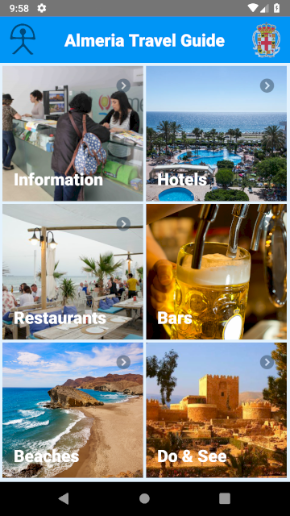 9:58
Almeria Travel Guide
Information
Hotels
Restaurants
Bars
Beaches
Do & See